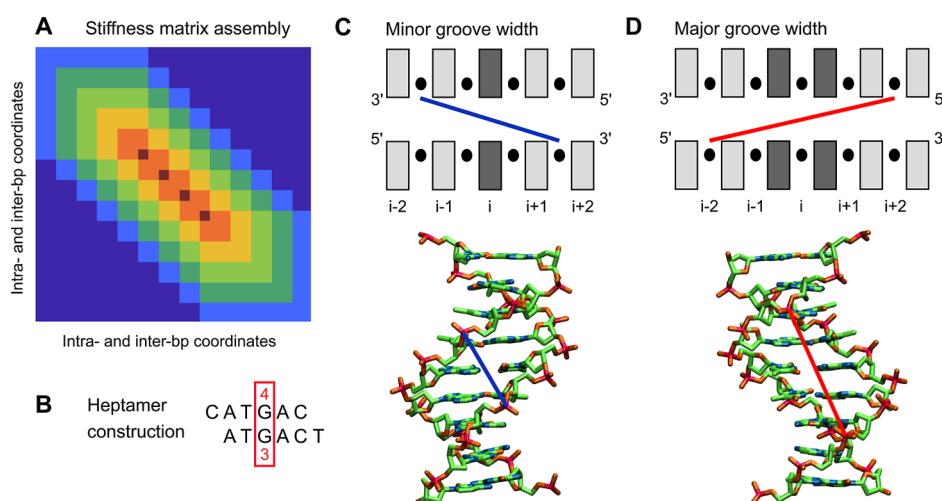 A Stiffness matrix assembly
Intra- and inter-bp coordinates
Intra- and inter-bp coordinates
B Heptamer
construction
4
CATGAC
ATGACT
3
C Minor groove width
3' 5'
5' 3'
i-2 i-1 i i+1 i+2
D Major groove width
3' 5'
5' 3'
i-2 i-1 i i+1 i+2